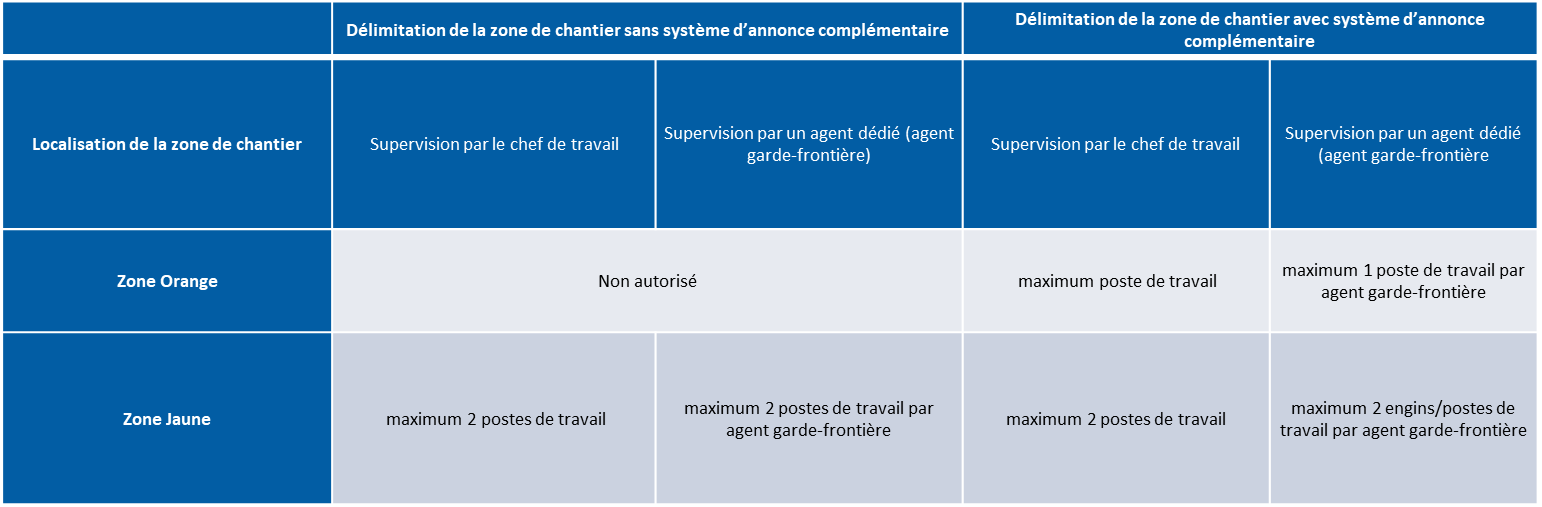 Délimitation de la zone de chantier sans système d’annonce complémentaire
Délimitation de la zone de chantier avec système d’annonce
complémentaire
Localisation de la zone de chantier
Supervision par le chef de travail
Supervision par un agent dédié (agent
garde-frontière)
Supervision par le chef de travail
Supervision par un agent dédié
(agent garde-frontière
Zone Orange
Non autorisé
maximum poste de travail
maximum 1 poste de travail par
agent garde-frontière
Zone Jaune
maximum 2 postes de travail
maximum 2 postes de travail par
agent garde-frontière
maximum 2 postes de travail
maximum 2 engins/postes de
travail par agent garde-frontière